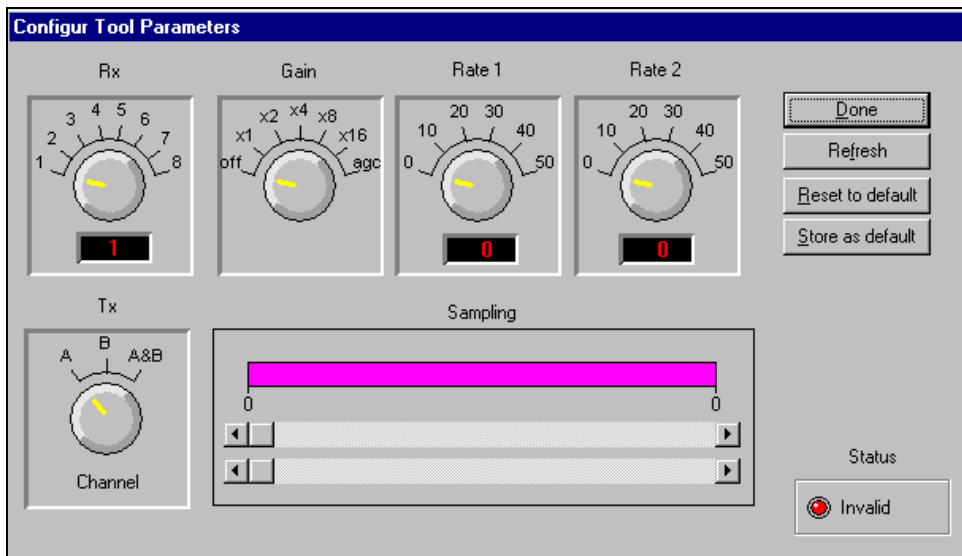 Configur Tool Parameters
Rx
1 2 3 4 5 6 7 8
1
Gain
off x1 x2 x4 x8 x16 agc
Rate 1
0 10 20 30 40 50
0
Rate 2
0 10 20 30 40 50
0
Done
Refresh
Reset to default
Store as default
Tx
A B A&B
Channel
Sampling
0 0
Status
Invalid